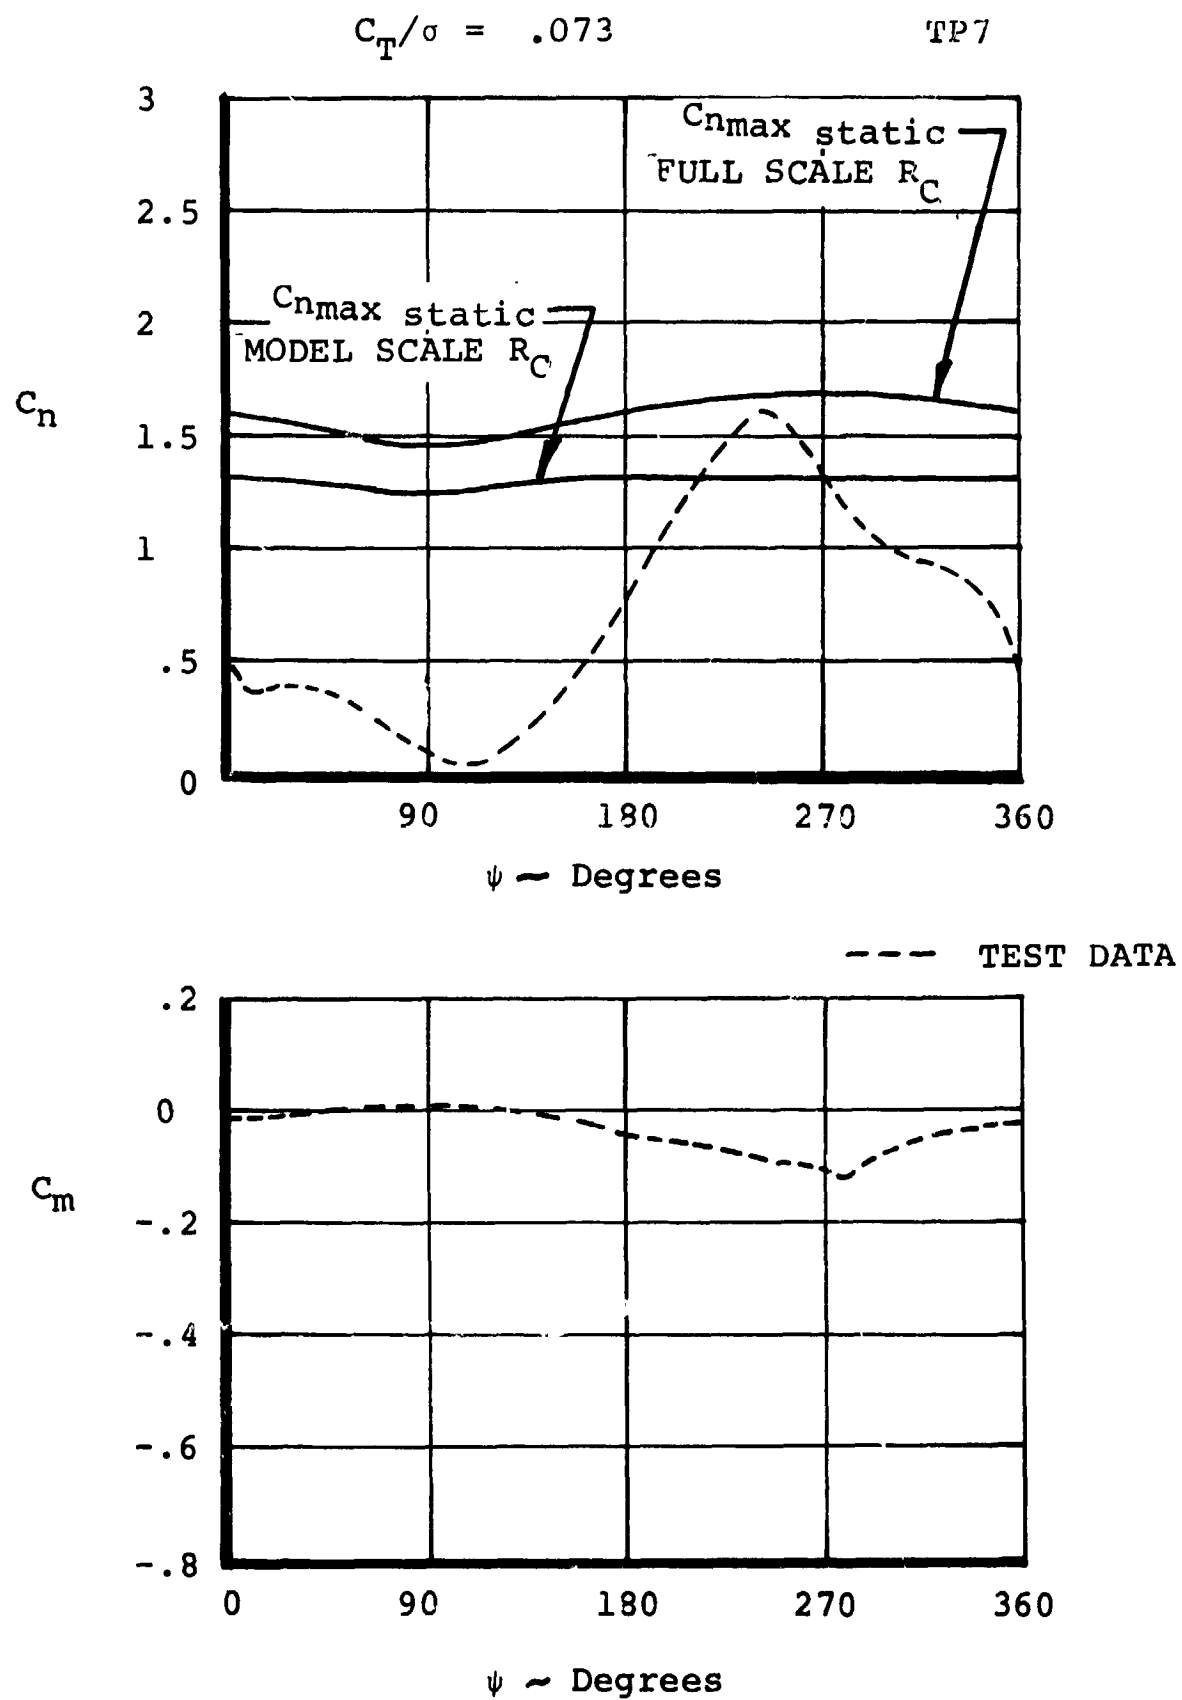 C_T/σ = .073
TP7
3
2.5
2
1.5
1
.5
0
C_n
C_nmax static
FULL SCALE R_C
C_nmax static
MODEL SCALE R_C
90 180 270 360
ψ ~ Degrees
--- TEST DATA
.2
0
-.2
-.4
-.6
-.8
C_m
0 90 180 270 360
ψ ~ Degrees